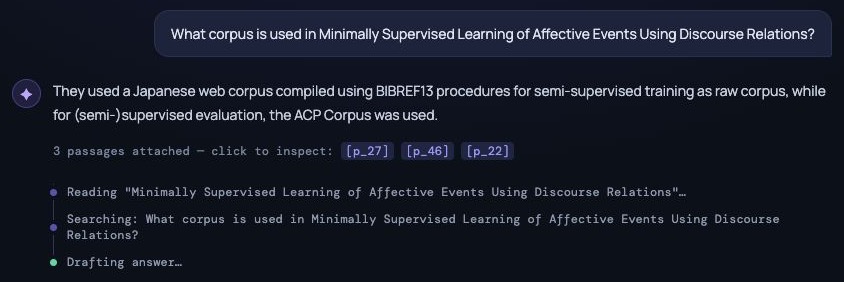 What corpus is used in Minimally Supervised Learning of Affective Events Using Discourse Relations?
They used a Japanese web corpus compiled using BIBREF13 procedures for semi-supervised training as raw corpus, while
for (semi-)supervised evaluation, the ACP Corpus was used.
3 passages attached — click to inspect: [p_27] [p_46] [p_22]
Reading "Minimally Supervised Learning of Affective Events Using Discourse Relations"…
Searching: What corpus is used in Minimally Supervised Learning of Affective Events Using Discourse
Relations?
Drafting answer…